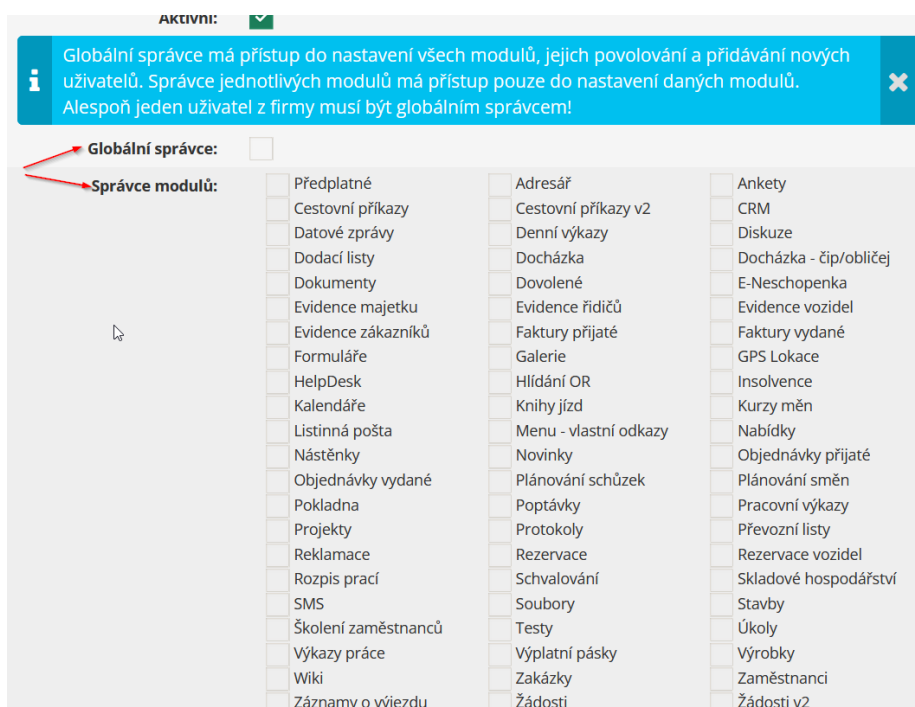 Aktivní:
Globální správce má přístup do nastavení všech modulů, jejich povolování a přidávání nových
uživatelů. Správce jednotlivých modulů má přístup pouze do nastavení daných modulů.
Alespoň jeden uživatel z firmy musí být globálním správcem!
Globální správce:
Správce modulů:
Předplatné Adresář Ankety
Cestovní příkazy Cestovní příkazy v2 CRM
Datové zprávy Denní výkazy Diskuze
Dodací listy Docházka Docházka - čip/obličej
Dokumenty Dovolené E-Neschopenka
Evidence majetku Evidence řidičů Evidence vozidel
Evidence zákazníků Faktury přijaté Faktury vydané
Formuláře Galerie GPS Lokace
HelpDesk Hlídání OR Insolvence
Kalendáře Knihy jízd Kurzy měn
Listinná pošta Menu - vlastní odkazy Nabídky
Nástěnky Novinky Objednávky přijaté
Objednávky vydané Plánování schůzek Plánování směn
Pokladna Poptávky Pracovní výkazy
Projekty Protokoly Převozní listy
Reklamace Rezervace Rezervace vozidel
Rozpis prací Schvalování Skladové hospodářství
SMS Soubory Stavby
Školení zaměstnanců Testy Úkoly
Výkazy práce Výplatní pásky Výrobky
Wiki Zakázky Zaměstnanci
Záznamy o výjezdu Žádosti Žádosti v2